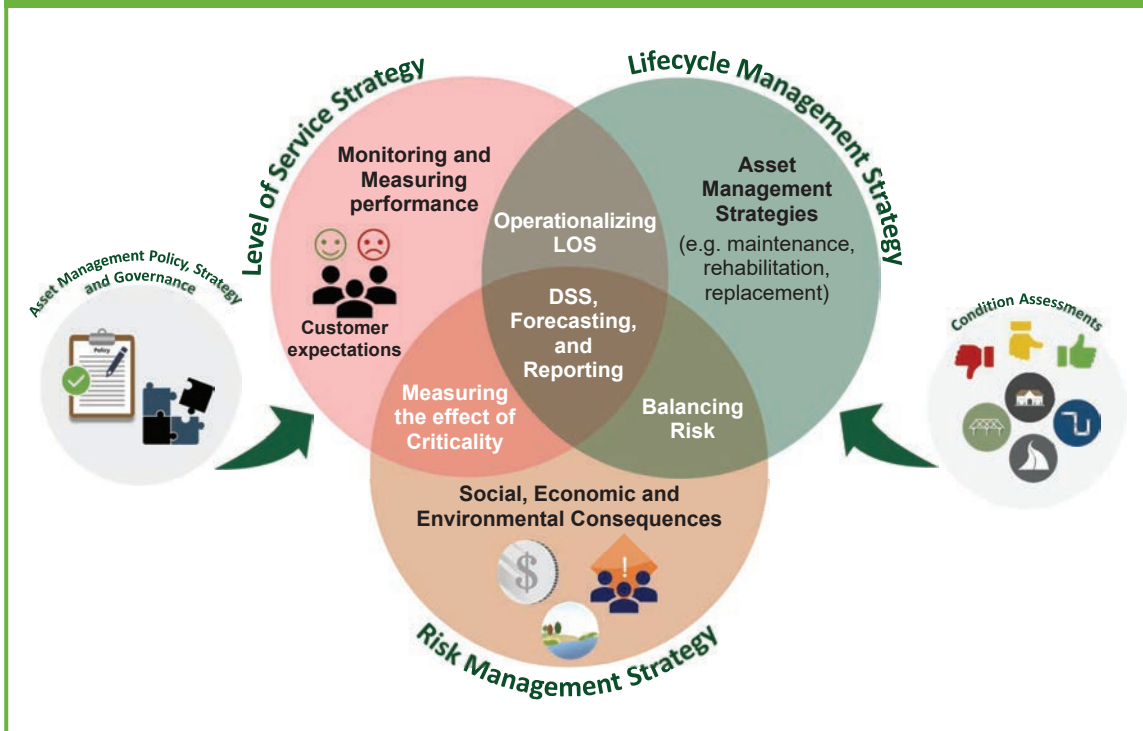 Level of Service Strategy
Lifecycle Management Strategy
Monitoring and
Measuring
performance
Customer
expectations
Operationalizing
LOS
Asset
Management
Strategies
(e.g. maintenance,
rehabilitation,
replacement)
DSS,
Forecasting,
and
Reporting
Measuring
the effect of
Criticality
Balancing
Risk
Social, Economic and
Environmental Consequences
$
!
Risk Management Strategy
Asset Management Policy, Strategy
and Governance
Policy
Condition Assessments